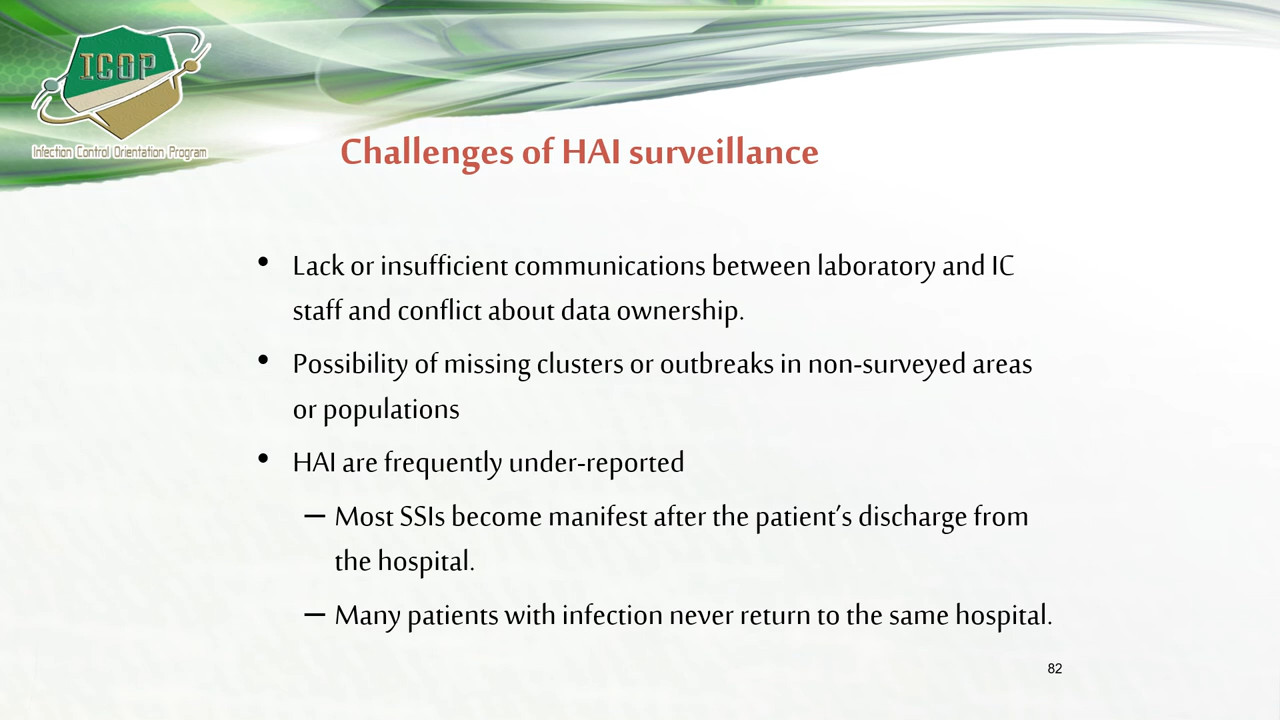 ICOP
Infection Control Orientation Program
Challenges of HAI surveillance
• Lack or insufficient communications between laboratory and IC
staff and conflict about data ownership.
• Possibility of missing clusters or outbreaks in non-surveyed areas
or populations
• HAI are frequently under-reported
– Most SSIs become manifest after the patient’s discharge from
the hospital.
– Many patients with infection never return to the same hospital.
82